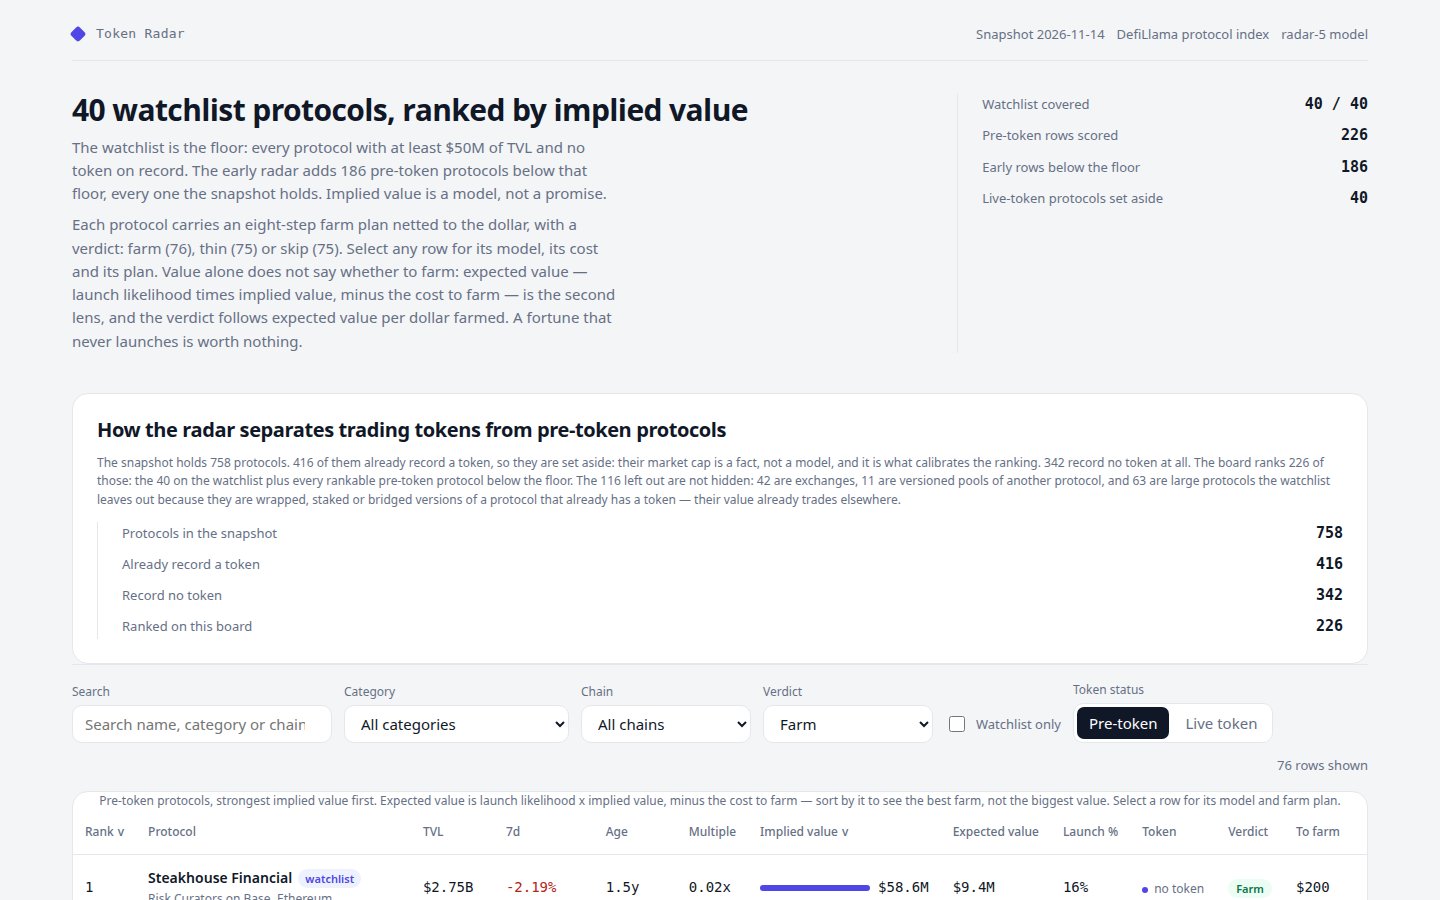 Token Radar
Snapshot 2026-11-14 DefiLlama protocol index radar-5 model
40 watchlist protocols, ranked by implied value
The watchlist is the floor: every protocol with at least $50M of TVL and no
token on record. The early radar adds 186 pre-token protocols below that
floor, every one the snapshot holds. Implied value is a model, not a promise.
Each protocol carries an eight-step farm plan netted to the dollar, with a
verdict: farm (76), thin (75) or skip (75). Select any row for its model, its cost
and its plan. Value alone does not say whether to farm: expected value —
launch likelihood times implied value, minus the cost to farm — is the second
lens, and the verdict follows expected value per dollar farmed. A fortune that
never launches is worth nothing.
Watchlist covered 40 / 40
Pre-token rows scored 226
Early rows below the floor 186
Live-token protocols set aside 40
How the radar separates trading tokens from pre-token protocols
The snapshot holds 758 protocols. 416 of them already record a token, so they are set aside: their market cap is a fact, not a model, and it is what calibrates the ranking. 342 record no token at all. The board ranks 226 of
those: the 40 on the watchlist plus every rankable pre-token protocol below the floor. The 116 left out are not hidden: 42 are exchanges, 11 are versioned pools of another protocol, and 63 are large protocols the watchlist
leaves out because they are wrapped, staked or bridged versions of a protocol that already has a token — their value already trades elsewhere.
Protocols in the snapshot 758
Already record a token 416
Record no token 342
Ranked on this board 226
Search Category Chain Verdict Token status
Search name, category or chain All categories All chains Farm Watchlist only Pre-token Live token
76 rows shown
Pre-token protocols, strongest implied value first. Expected value is launch likelihood x implied value, minus the cost to farm — sort by it to see the best farm, not the biggest value. Select a row for its model and farm plan.
Rank v Protocol TVL 7d Age Multiple Implied value v Expected value Launch % Token Verdict To farm
1 Steakhouse Financial watchlist $2.75B -2.19% 1.5y 0.02x $58.6M $9.4M 16% no token Farm $200
Risk Curators on Base, Ethereum